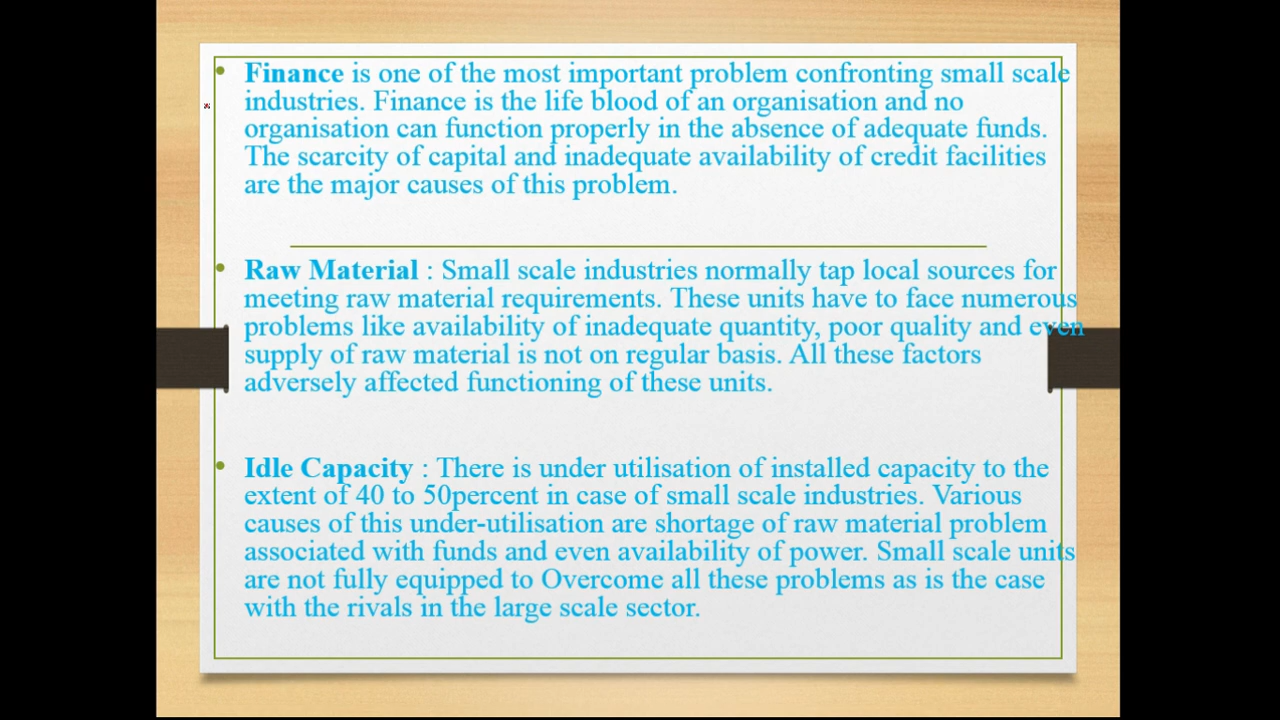 • Finance is one of the most important problem confronting small scale
industries. Finance is the life blood of an organisation and no
organisation can function properly in the absence of adequate funds.
The scarcity of capital and inadequate availability of credit facilities
are the major causes of this problem.
• Raw Material : Small scale industries normally tap local sources for
meeting raw material requirements. These units have to face numerous
problems like availability of inadequate quantity, poor quality and even
supply of raw material is not on regular basis. All these factors
adversely affected functioning of these units.
• Idle Capacity : There is under utilisation of installed capacity to the
extent of 40 to 50percent in case of small scale industries. Various
causes of this under-utilisation are shortage of raw material problem
associated with funds and even availability of power. Small scale units
are not fully equipped to Overcome all these problems as is the case
with the rivals in the large scale sector.